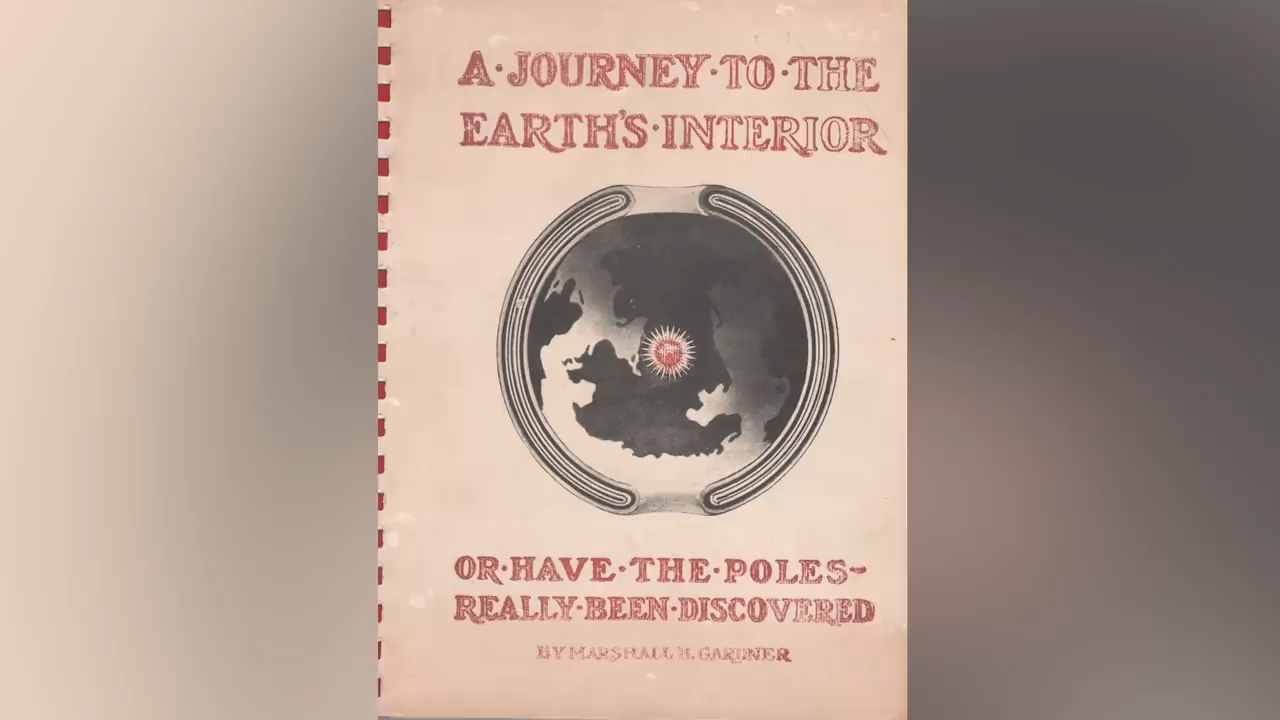 A·JOURNEY·TO·THE
EARTH'S·INTERIOR
OR·HAVE·THE·POLES-
REALLY·BEEN·DISCOVERED
BY MARSHALL B. GARDNER